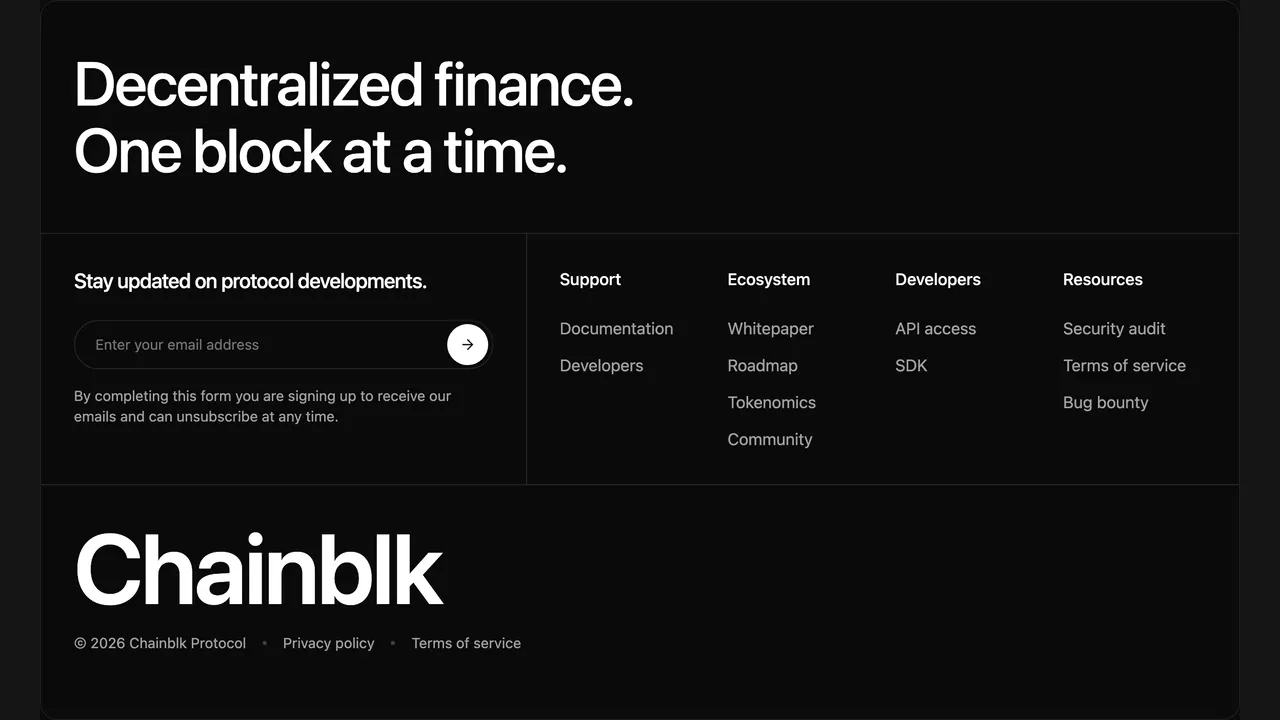 Decentralized finance.
One block at a time.
Stay updated on protocol developments.
Enter your email address
By completing this form you are signing up to receive our
emails and can unsubscribe at any time.
Support
Documentation
Developers
Ecosystem
Whitepaper
Roadmap
Tokenomics
Community
Developers
API access
SDK
Resources
Security audit
Terms of service
Bug bounty
Chainblk
© 2026 Chainblk Protocol • Privacy policy • Terms of service